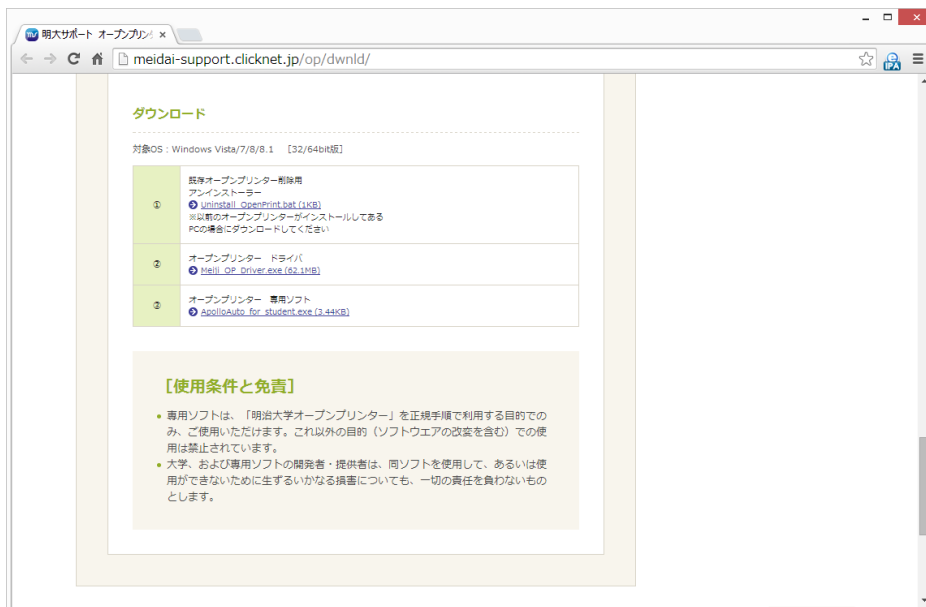 明大サポート オープンプリン
meidai-support.clicknet.jp/op/dwnld/
IPA
ダウンロード
対象OS：Windows Vista/7/8/8.1 ［32/64bit版］
① 既存オープンプリンター削除用
アンインストーラー
Uninstall_OpenPrint.bat (1KB)
※以前のオープンプリンターがインストールしてある
PCの場合にダウンロードしてください
② オープンプリンター ドライバ
Meiji_OP_Driver.exe (62.1MB)
③ オープンプリンター 専用ソフト
ApolloAuto_for_student.exe (3.44KB)
［使用条件と免責］
専用ソフトは、「明治大学オープンプリンター」を正規手順で利用する目的での
み、ご使用いただけます。これ以外の目的（ソフトウエアの改変を含む）での使
用は禁止されています。
大学、および専用ソフトの開発者・提供者は、同ソフトを使用して、あるいは使
用ができないために生ずるいかなる損害についても、一切の責任を負わないもの
とします。